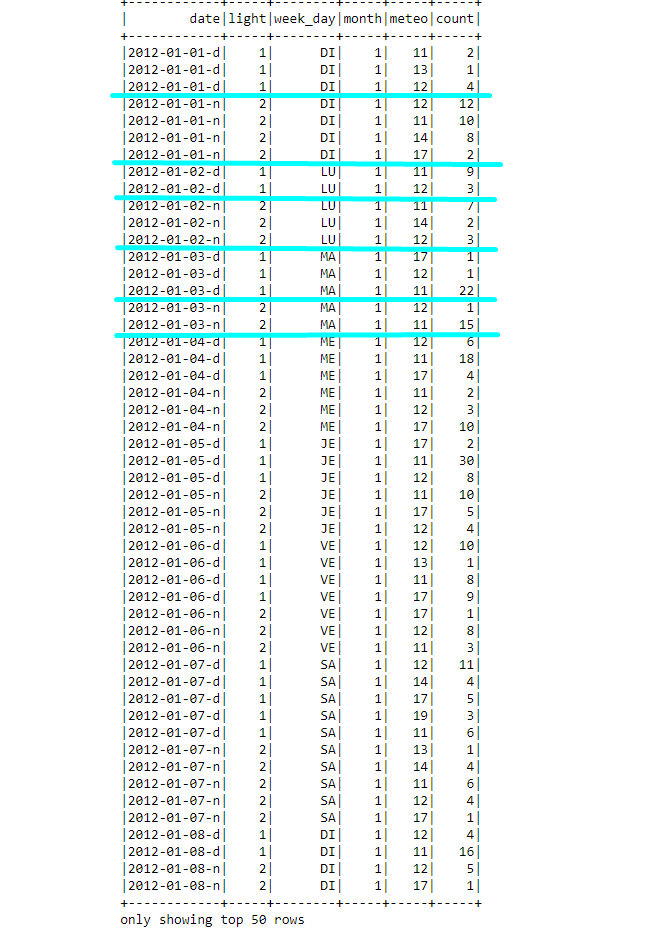 +------------+-----+--------+-----+-----+-----+
|        date|light|week_day|month|meteo|count|
+------------+-----+--------+-----+-----+-----+
|2012-01-01-d|    1|      DI|    1|   11|    2|
|2012-01-01-d|    1|      DI|    1|   13|    1|
|2012-01-01-d|    1|      DI|    1|   12|    4|
|2012-01-01-n|    2|      DI|    1|   12|   12|
|2012-01-01-n|    2|      DI|    1|   11|   10|
|2012-01-01-n|    2|      DI|    1|   14|    8|
|2012-01-01-n|    2|      DI|    1|   17|    2|
|2012-01-02-d|    1|      LU|    1|   11|    9|
|2012-01-02-d|    1|      LU|    1|   12|    3|
|2012-01-02-n|    2|      LU|    1|   11|    7|
|2012-01-02-n|    2|      LU|    1|   14|    2|
|2012-01-02-n|    2|      LU|    1|   12|    3|
|2012-01-03-d|    1|      MA|    1|   17|    1|
|2012-01-03-d|    1|      MA|    1|   12|    1|
|2012-01-03-d|    1|      MA|    1|   11|   22|
|2012-01-03-n|    2|      MA|    1|   12|    1|
|2012-01-03-n|    2|      MA|    1|   11|   15|
|2012-01-04-d|    1|      ME|    1|   12|    6|
|2012-01-04-d|    1|      ME|    1|   11|   18|
|2012-01-04-d|    1|      ME|    1|   17|    4|
|2012-01-04-n|    2|      ME|    1|   11|    2|
|2012-01-04-n|    2|      ME|    1|   12|    3|
|2012-01-04-n|    2|      ME|    1|   17|   10|
|2012-01-05-d|    1|      JE|    1|   17|    2|
|2012-01-05-d|    1|      JE|    1|   11|   30|
|2012-01-05-d|    1|      JE|    1|   12|    8|
|2012-01-05-n|    2|      JE|    1|   11|   10|
|2012-01-05-n|    2|      JE|    1|   17|    5|
|2012-01-05-n|    2|      JE|    1|   12|    4|
|2012-01-06-d|    1|      VE|    1|   12|   10|
|2012-01-06-d|    1|      VE|    1|   13|    1|
|2012-01-06-d|    1|      VE|    1|   11|    8|
|2012-01-06-d|    1|      VE|    1|   17|    9|
|2012-01-06-n|    2|      VE|    1|   17|    1|
|2012-01-06-n|    2|      VE|    1|   12|    8|
|2012-01-06-n|    2|      VE|    1|   11|    3|
|2012-01-07-d|    1|      SA|    1|   12|   11|
|2012-01-07-d|    1|      SA|    1|   14|    4|
|2012-01-07-d|    1|      SA|    1|   17|    5|
|2012-01-07-d|    1|      SA|    1|   19|    3|
|2012-01-07-d|    1|      SA|    1|   11|    6|
|2012-01-07-n|    2|      SA|    1|   13|    1|
|2012-01-07-n|    2|      SA|    1|   14|    4|
|2012-01-07-n|    2|      SA|    1|   11|    6|
|2012-01-07-n|    2|      SA|    1|   12|    4|
|2012-01-07-n|    2|      SA|    1|   17|    1|
|2012-01-08-d|    1|      DI|    1|   12|    4|
|2012-01-08-d|    1|      DI|    1|   11|   16|
|2012-01-08-n|    2|      DI|    1|   12|    5|
|2012-01-08-n|    2|      DI|    1|   17|    1|
+------------+-----+--------+-----+-----+-----+
only showing top 50 rows